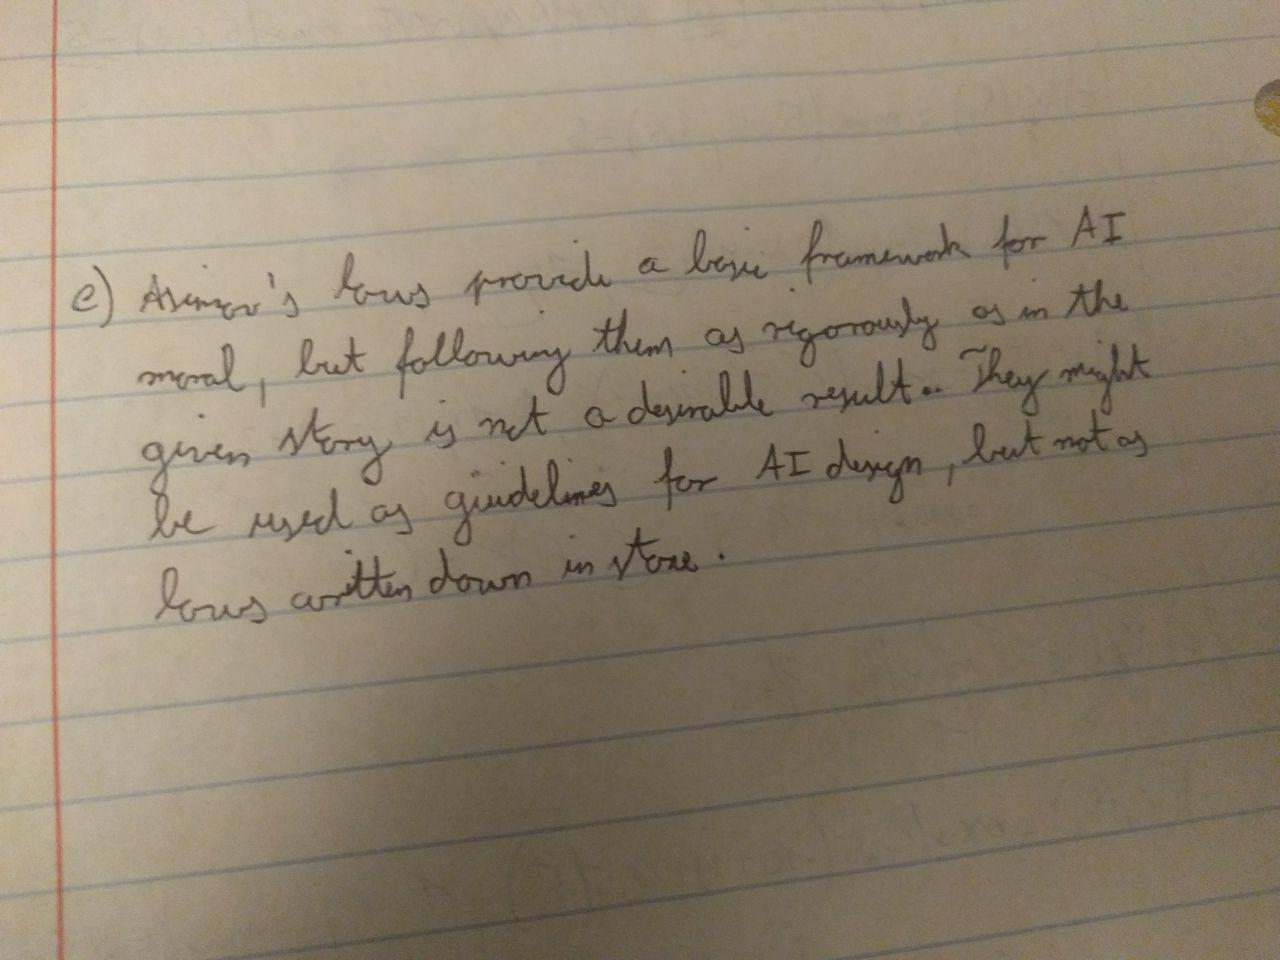 e) Asimov's laws provide a basic framework for AI
moral, but following them as rigorously as in the
given story is not a desirable result.. They might
be used as guidelines for AI design, but not as
laws written down in stone.